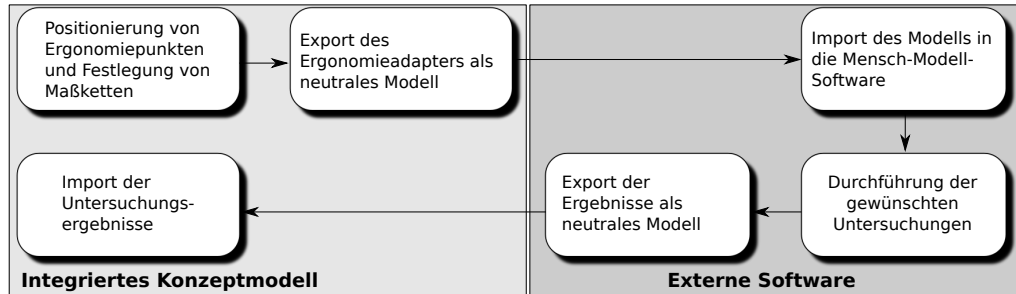 Positionierung von
Ergonomiepunkten
und Festlegung von
Maßketten
Export des
Ergonomieadapters als
neutrales Modell
Import des Modells in
die Mensch-Modell-
Software
Durchführung der
gewünschten
Untersuchungen
Export der
Ergebnisse als
neutrales Modell
Import der
Untersuchungs-
ergebnisse
Integriertes Konzeptmodell
Externe Software